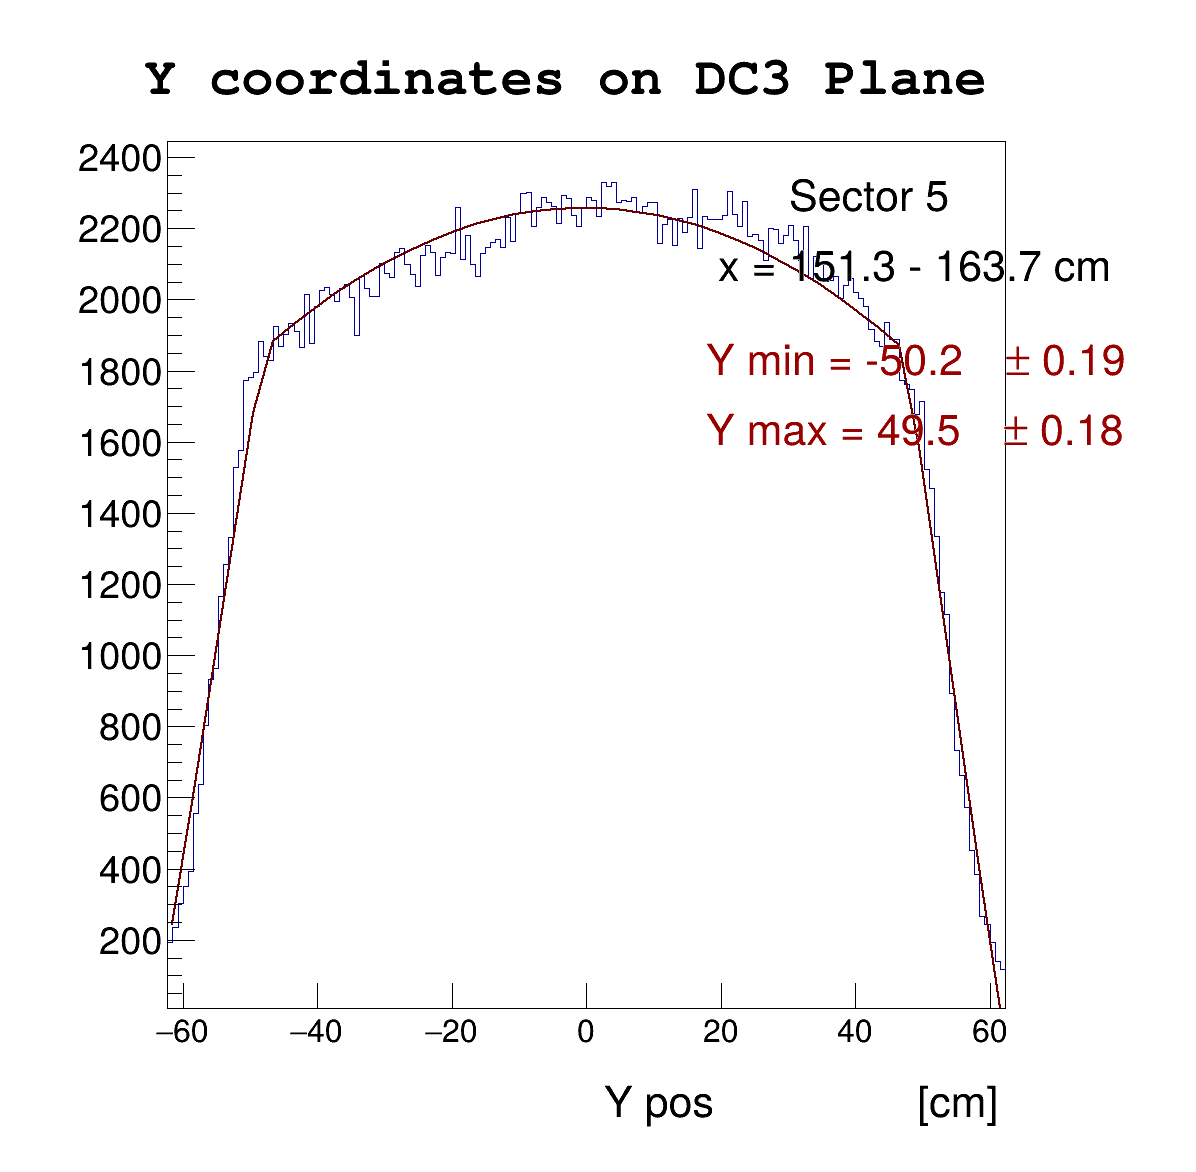 Y coordinates on DC3 Plane
2400
2200
2000
1800
1600
1400
1200
1000
800
600
400
200
Sector 5
x = 151.3 - 163.7 cm
Y min = -50.2 ± 0.19
Y max = 49.5 ± 0.18
−60 −40 −20 0 20 40 60
Y pos [cm]